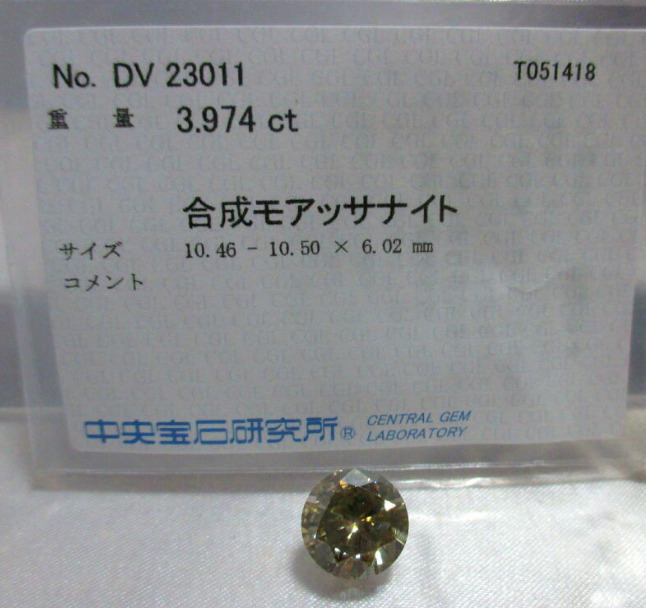 No. DV 23011 T051418
重 量 3.974 ct
合成モアッサナイト
サイズ 10.46 - 10.50 × 6.02 mm
コメント
中央宝石研究所® CENTRAL GEM
LABORATORY